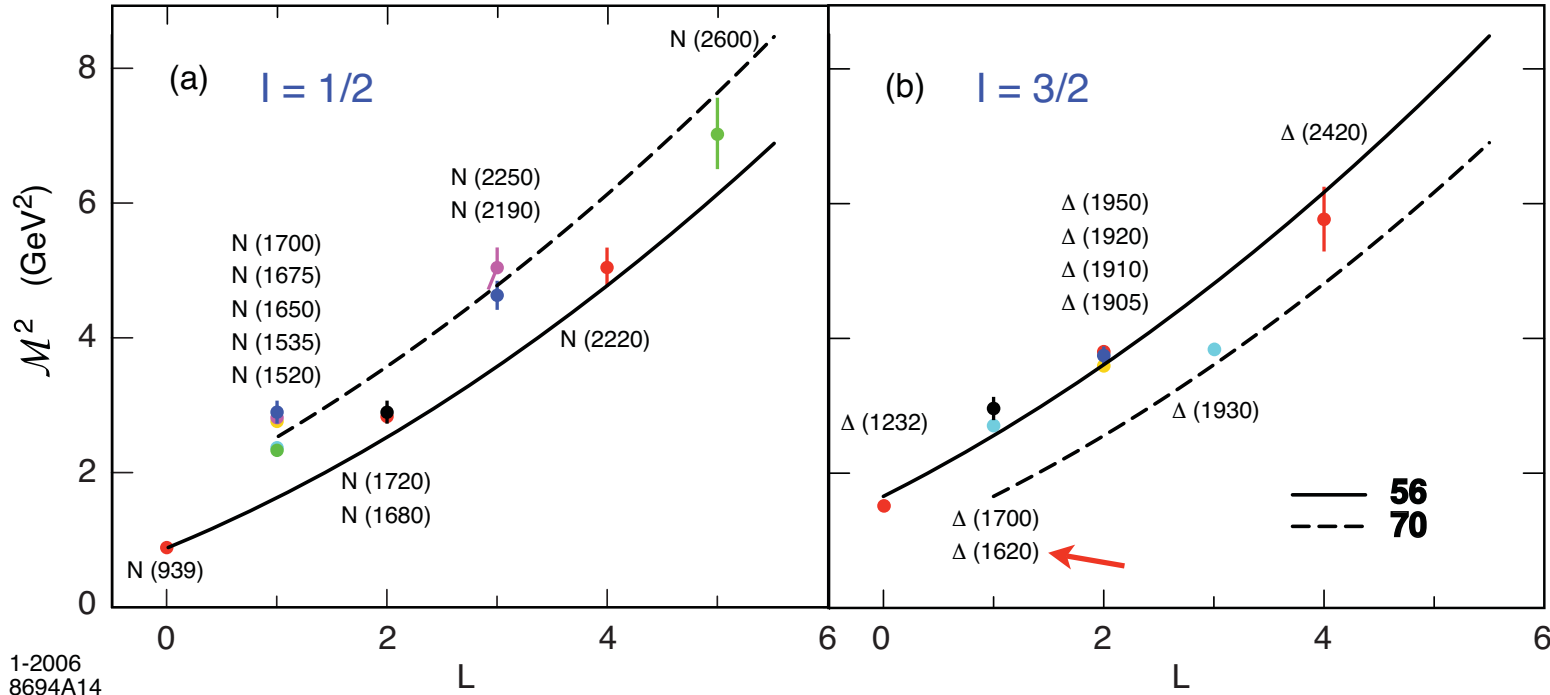 (a)
I = 1/2
N (2600)
N (2250)
N (2190)
N (1700)
N (1675)
N (1650)
N (1535)
N (1520)
N (2220)
N (1720)
N (1680)
N (939)
8
6
4
2
0
ℳ² (GeV²)
0
2
4
6
L
(b)
I = 3/2
Δ (2420)
Δ (1950)
Δ (1920)
Δ (1910)
Δ (1905)
Δ (1232)
Δ (1930)
Δ (1700)
Δ (1620)
56
70
0
2
4
6
L
1-2006
8694A14